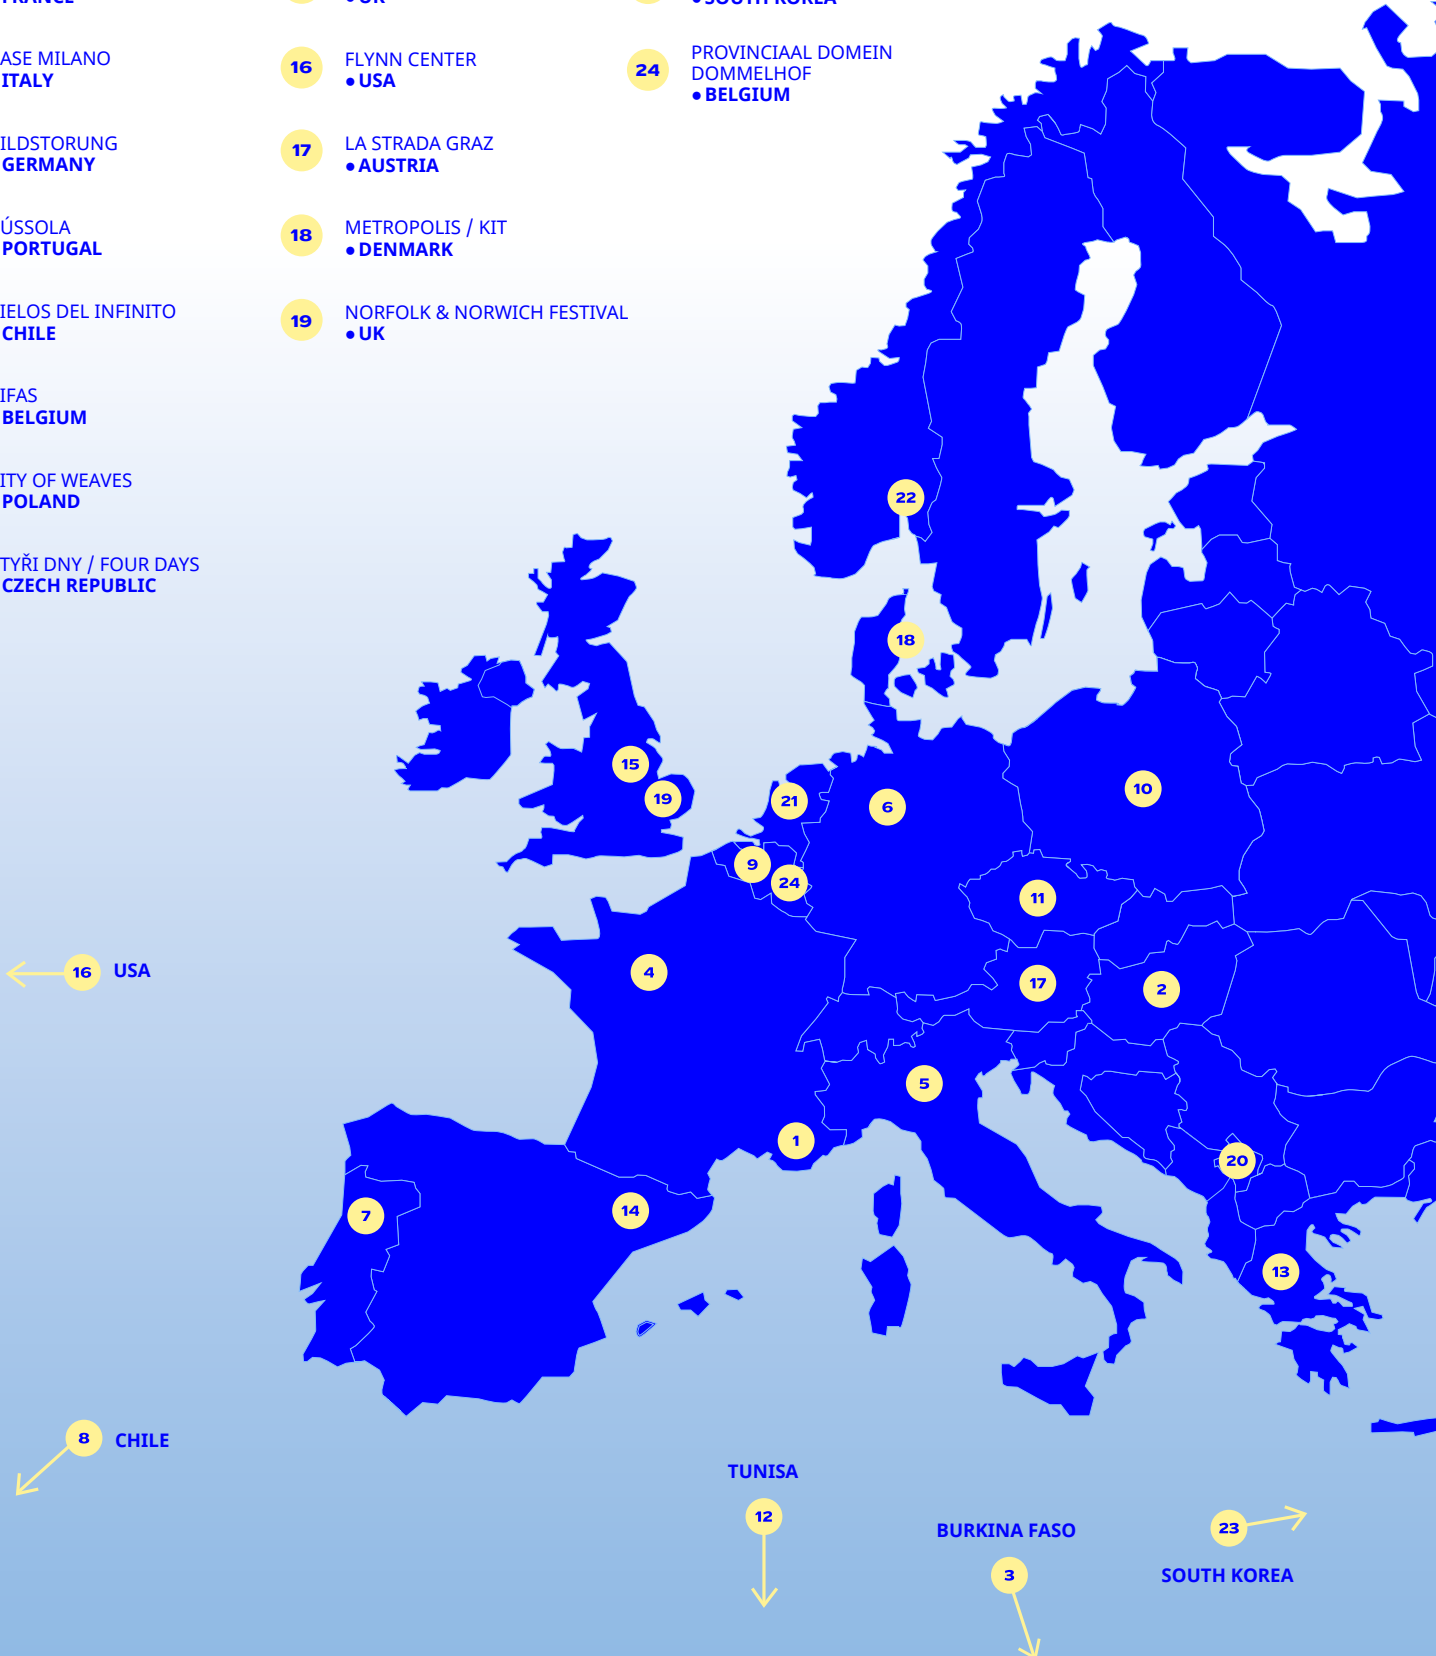 FRANCE
ASE MILANO
ITALY
ILDSTORUNG
GERMANY
ÚSSOLA
PORTUGAL
IELOS DEL INFINITO
CHILE
IFAS
BELGIUM
ITY OF WEAVES
POLAND
TYŘI DNY / FOUR DAYS
CZECH REPUBLIC
● UK
16 FLYNN CENTER
● USA
17 LA STRADA GRAZ
● AUSTRIA
18 METROPOLIS / KIT
● DENMARK
19 NORFOLK & NORWICH FESTIVAL
● UK
● SOUTH KOREA
24 PROVINCIAAL DOMEIN
DOMMELHOF
● BELGIUM
22
18
15
19
21
6
10
9
24
11
16 USA
4
17
2
5
1
20
7
14
13
8 CHILE
TUNISA
12
BURKINA FASO
3
23
SOUTH KOREA